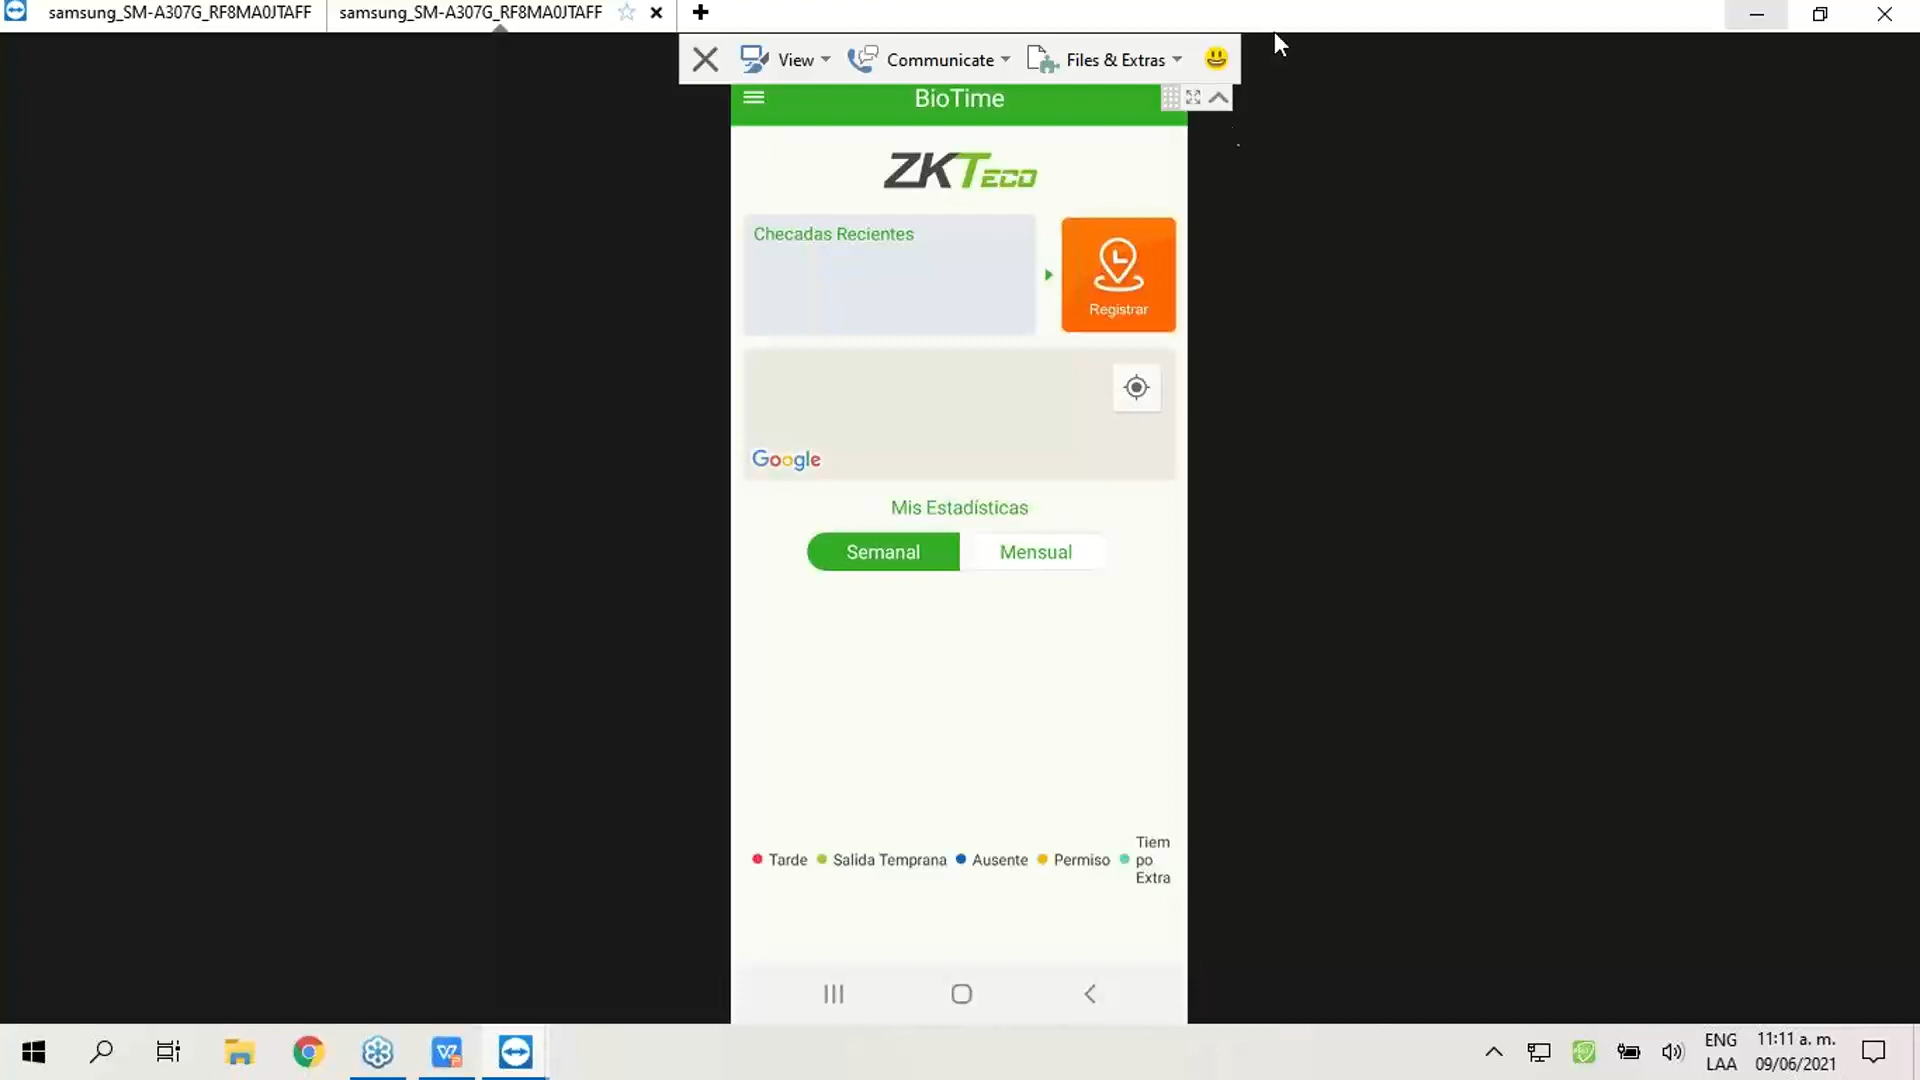 samsung_SM-A307G_RF8MA0JTAFF
samsung_SM-A307G_RF8MA0JTAFF
View
Communicate
Files & Extras
BioTime
ZKTeco
Checadas Recientes
Registrar
Google
Mis Estadísticas
Semanal
Mensual
Tarde
Salida Temprana
Ausente
Permiso
Tiem
po
Extra
ENG
LAA
11:11 a. m.
09/06/2021